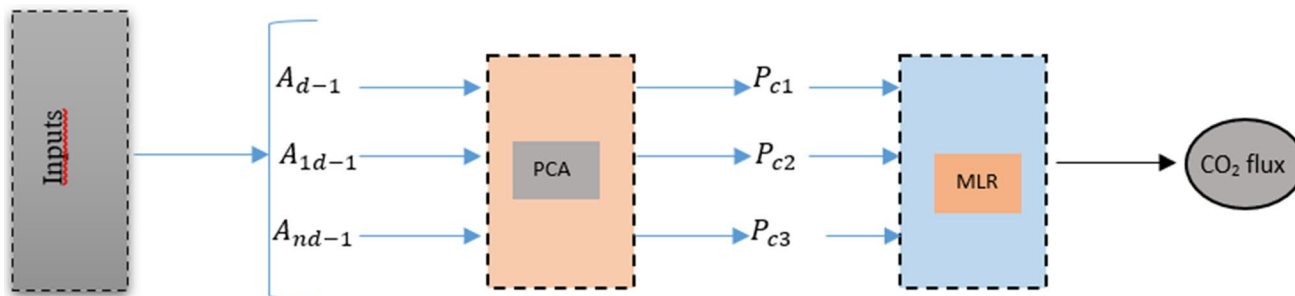 Inputs
A_{d-1}
A_{1d-1}
A_{nd-1}
PCA
P_{c1}
P_{c2}
P_{c3}
MLR
CO₂ flux